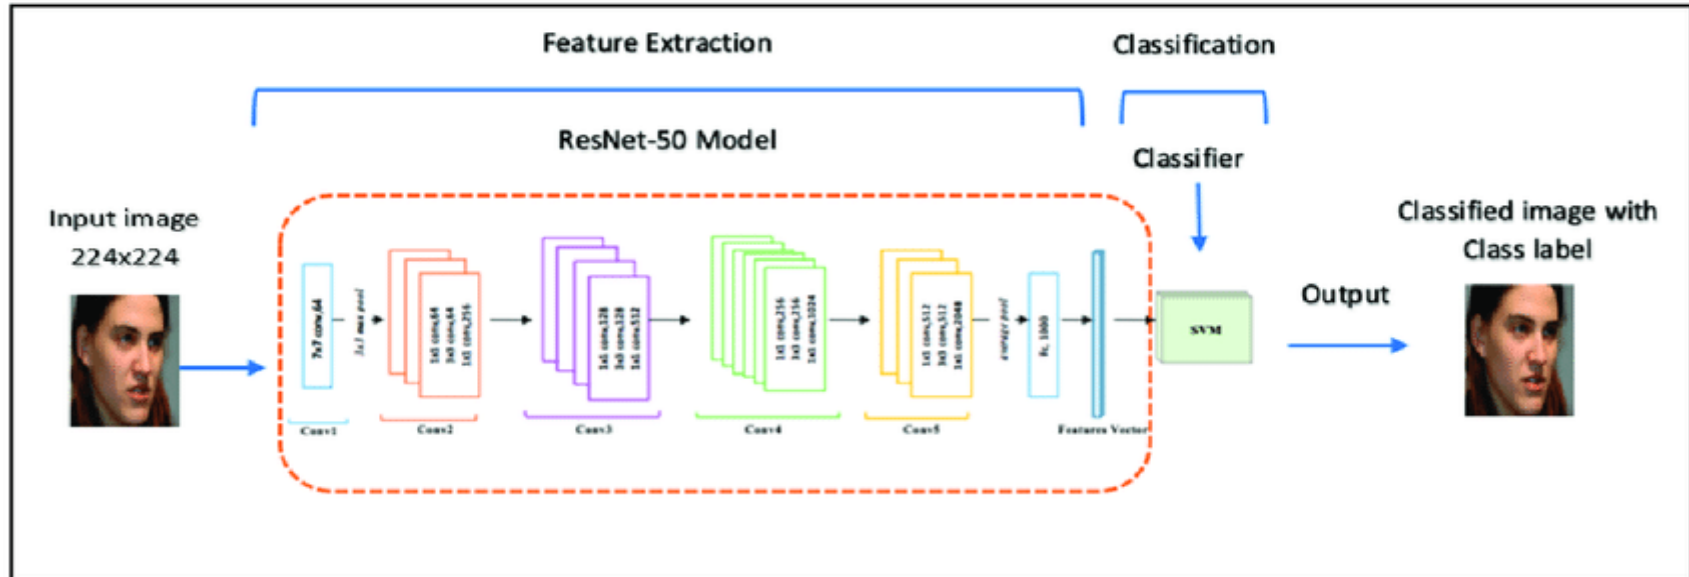 Feature Extraction
Classification
ResNet-50 Model
Classifier
Input image
224x224
Classified image with
Class label
Output
7x7 conv,64
3x3 max pool
1x1 conv,64
3x3 conv,64
1x1 conv,256
1x1 conv,128
3x3 conv,128
1x1 conv,512
1x1 conv,256
3x3 conv,256
1x1 conv,1024
1x1 conv,512
3x3 conv,512
1x1 conv,2048
average pool
fc, 1000
SVM
Conv1
Conv2
Conv3
Conv4
Conv5
Features Vector